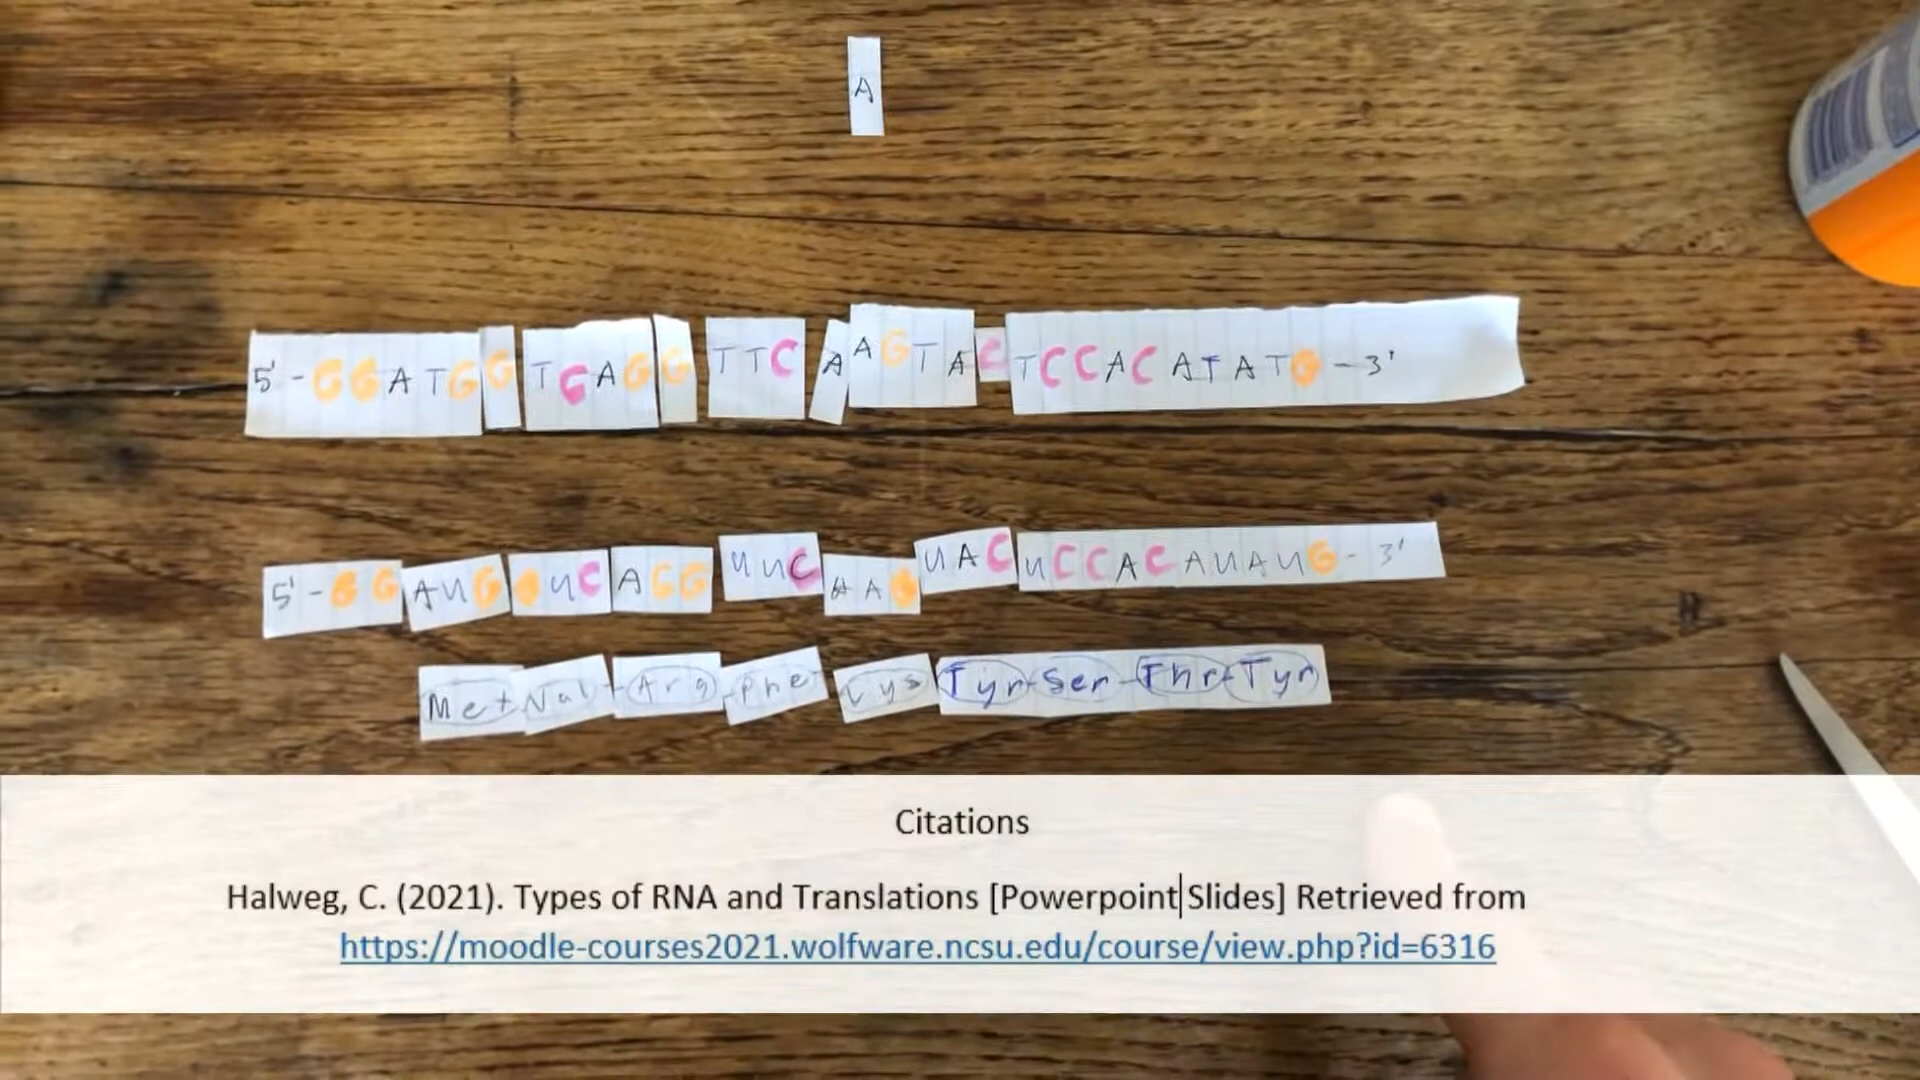 A
5'-GGATGGTCAGGTTCAAGTACTCCACATATG-3'
5'-GGAUGGUCAGGUUCAAGUACUCCACAUAUG-3'
Met-Val-Arg-Phe-Lys-Tyr-Ser-Thr-Tyr
Citations
Halweg, C. (2021). Types of RNA and Translations [Powerpoint Slides] Retrieved from
https://moodle-courses2021.wolfware.ncsu.edu/course/view.php?id=6316